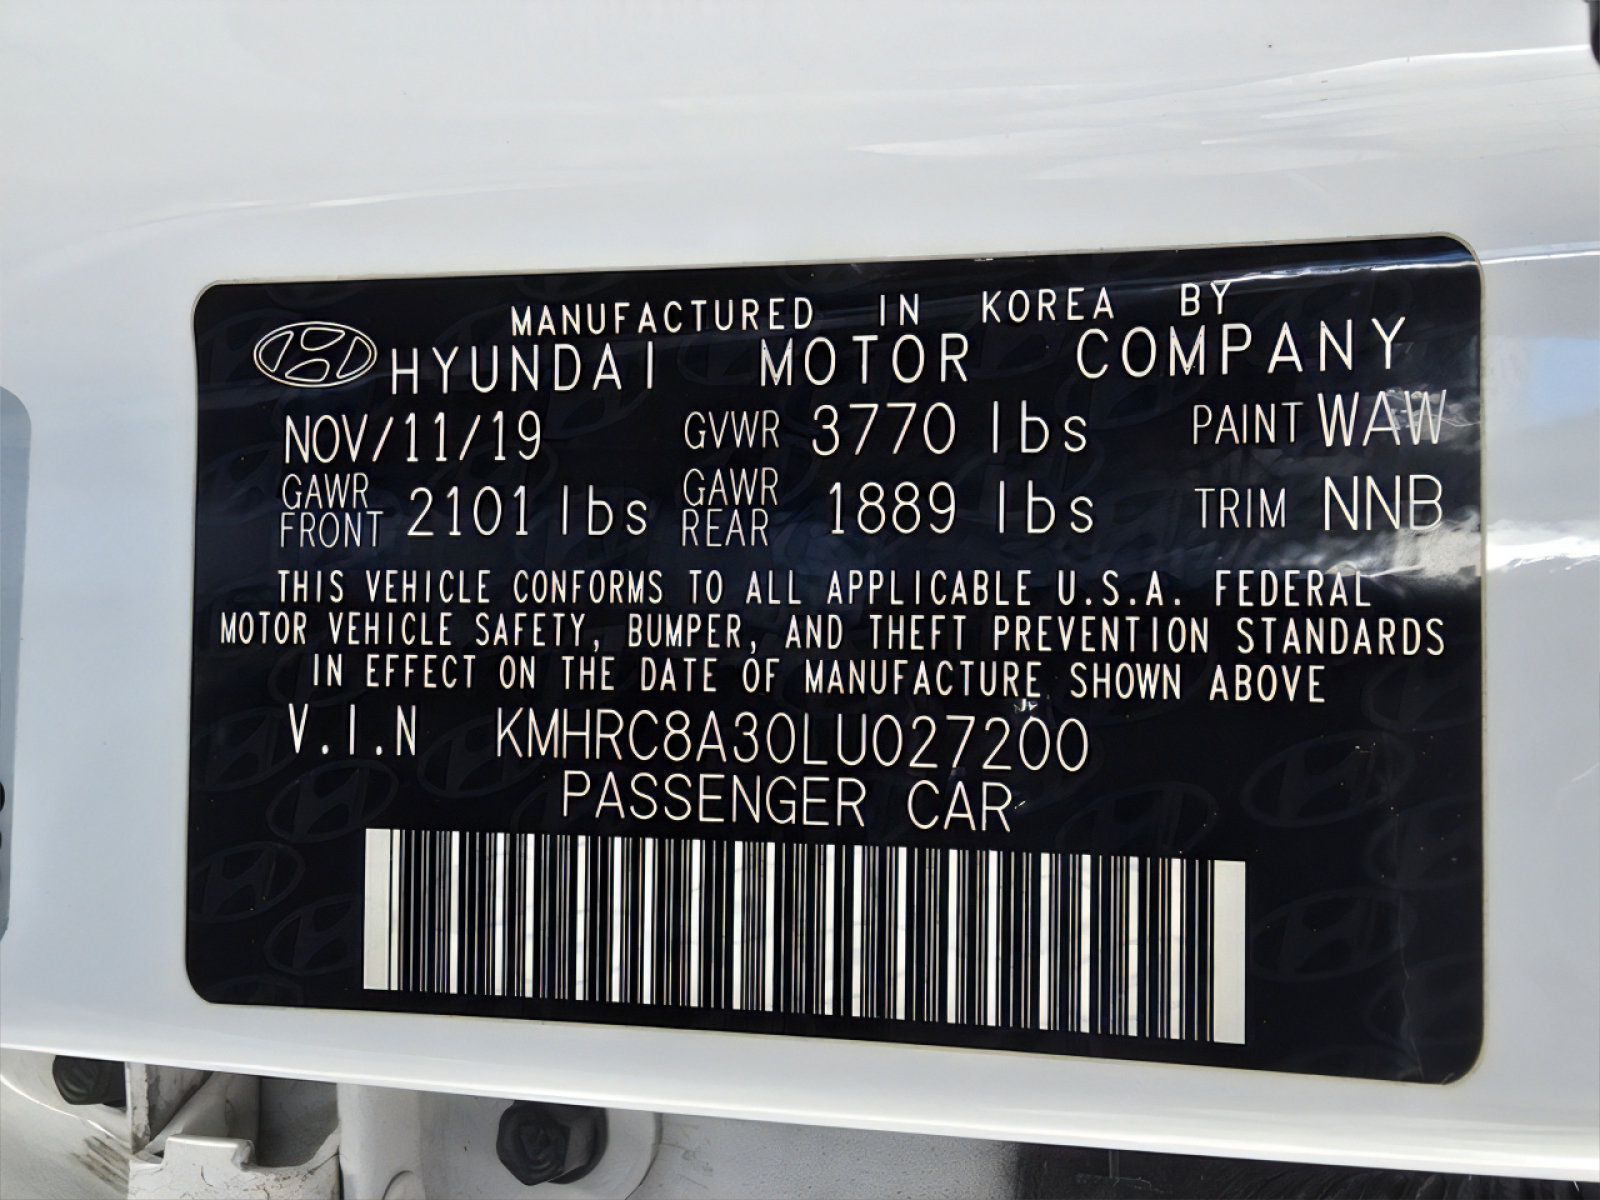 MANUFACTURED IN KOREA BY
HYUNDAI MOTOR COMPANY
NOV/11/19 GVWR 3770 lbs PAINT WAW
GAWR FRONT 2101 lbs GAWR REAR 1889 lbs TRIM NNB
THIS VEHICLE CONFORMS TO ALL APPLICABLE U.S.A. FEDERAL
MOTOR VEHICLE SAFETY, BUMPER, AND THEFT PREVENTION STANDARDS
IN EFFECT ON THE DATE OF MANUFACTURE SHOWN ABOVE
V.I.N KMHRC8A30LU027200
PASSENGER CAR